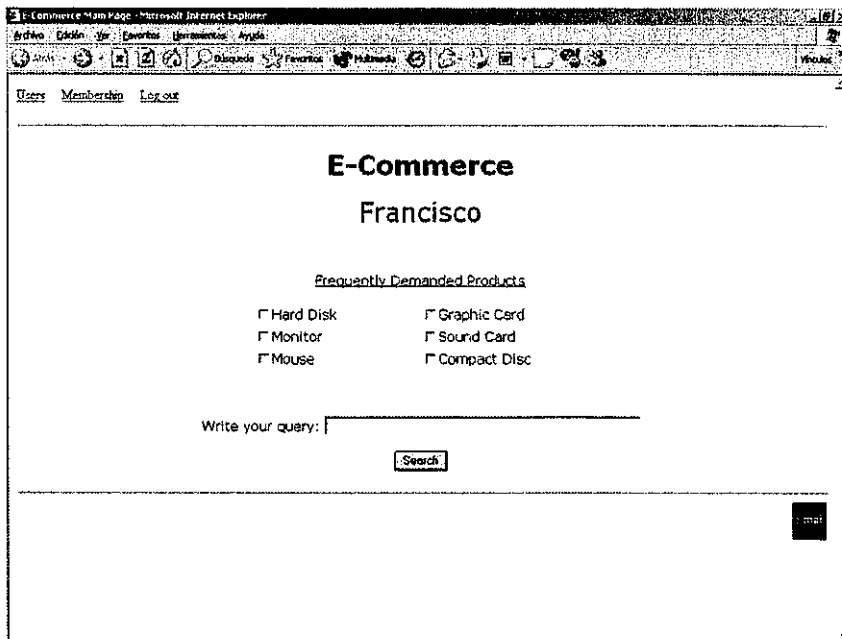 E-Commerce Main Page - Microsoft Internet Explorer
Archivo Edición Ver Favoritos Herramientas Ayuda
Atrás Búsqueda Favoritos Multimedia Vínculos
Users Membership Log out
E-Commerce
Francisco
Frequently Demanded Products
Hard Disk Graphic Card
Monitor Sound Card
Mouse Compact Disc
Write your query:
Search